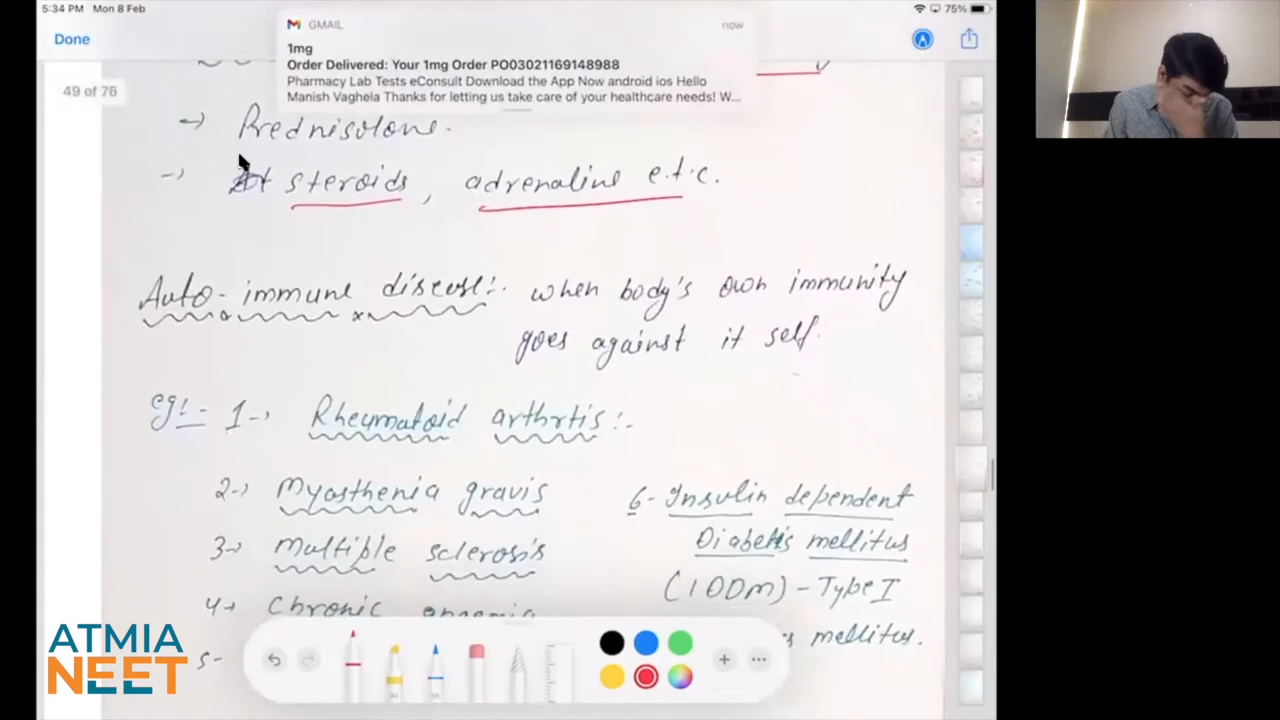 5:34 PM Mon 8 Feb
75%
Done
GMAIL
now
1mg
Order Delivered: Your 1mg Order PO03021169148988
Pharmacy Lab Tests eConsult Download the App Now android ios Hello
Manish Vaghela Thanks for letting us take care of your healthcare needs! W...
49 of 76
→ Prednisolone.
→ steroids, adrenaline e.t.c.
Auto-immune disease:- when body's own immunity
goes against it self.
eg:- 1→ Rheumatoid arthrtis:-
2→ Myosthenia gravis
3→ Multiple sclerosis
4→ Chronic anaemia
5-
6- Insulin dependent
Diabetis mellitus
(IDDM) - Type I
mellitus.
ATMIA
NEET